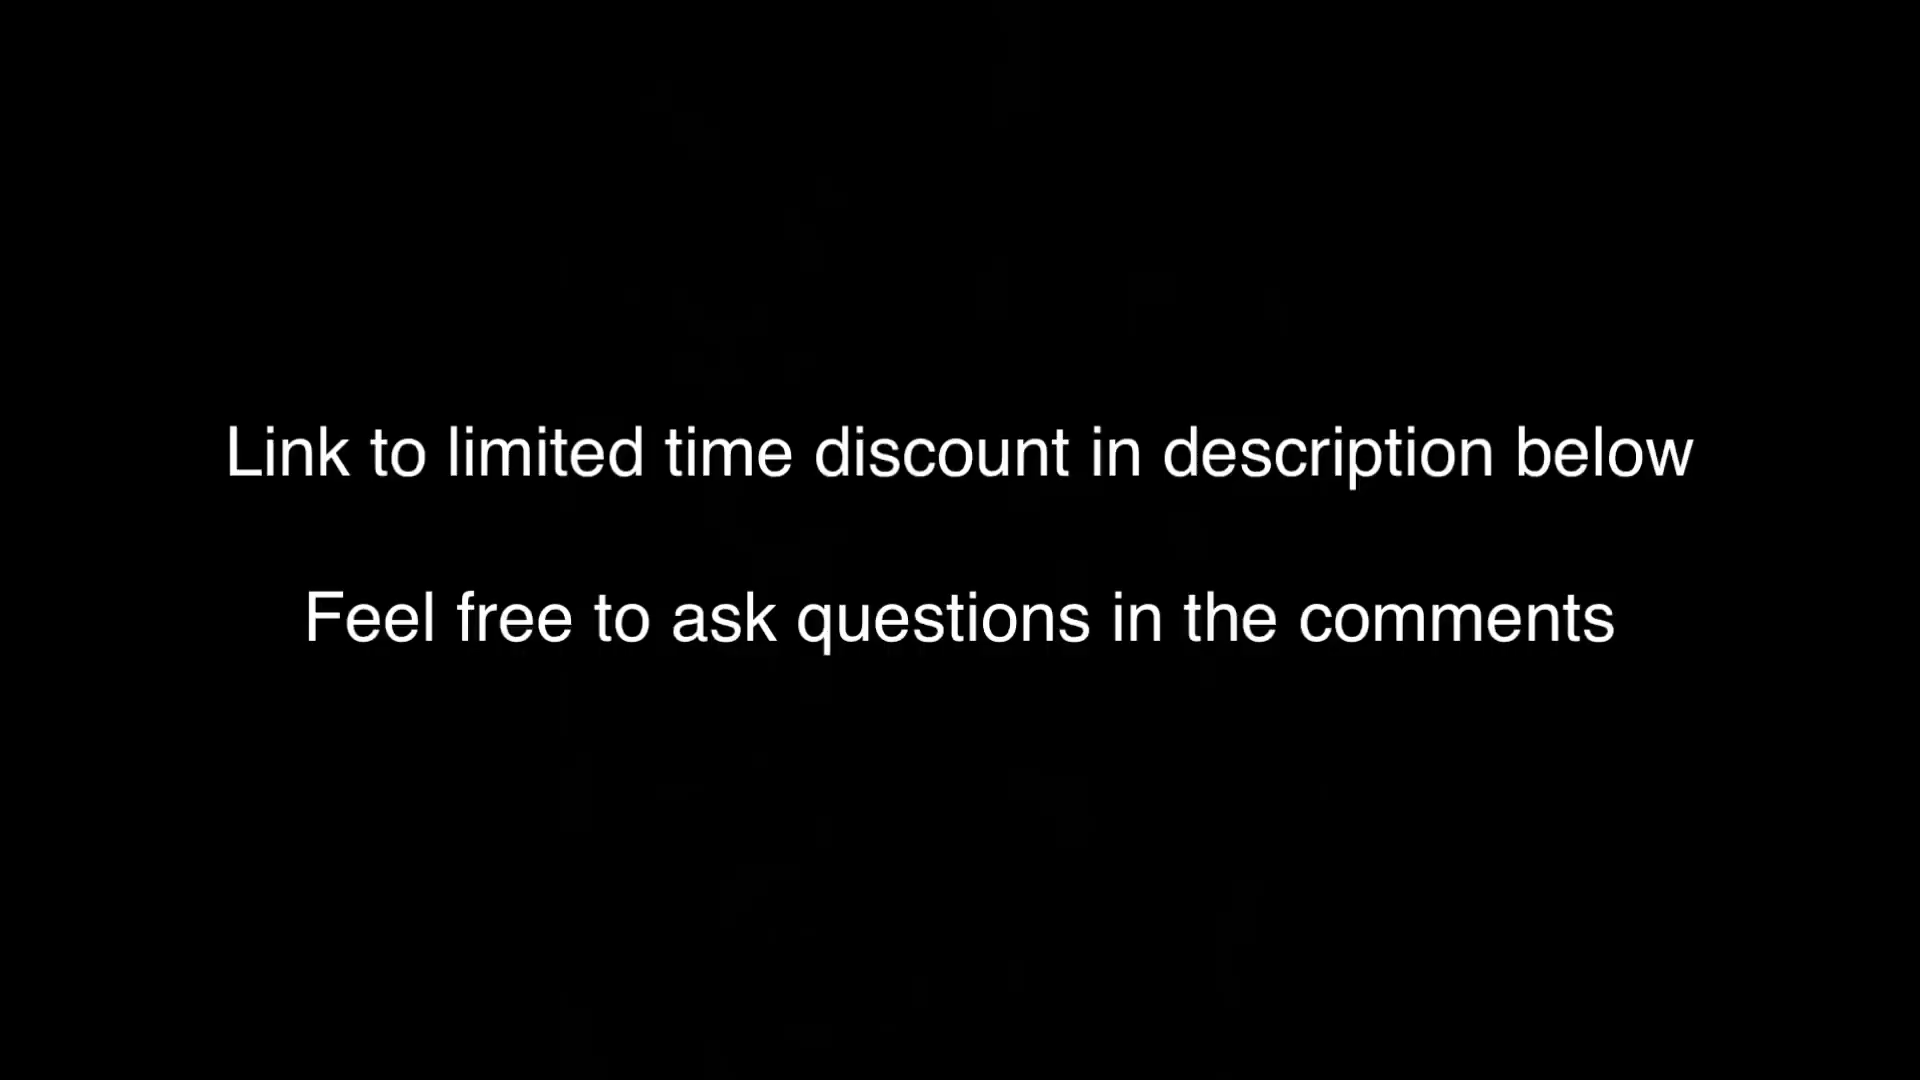 Link to limited time discount in description below
Feel free to ask questions in the comments